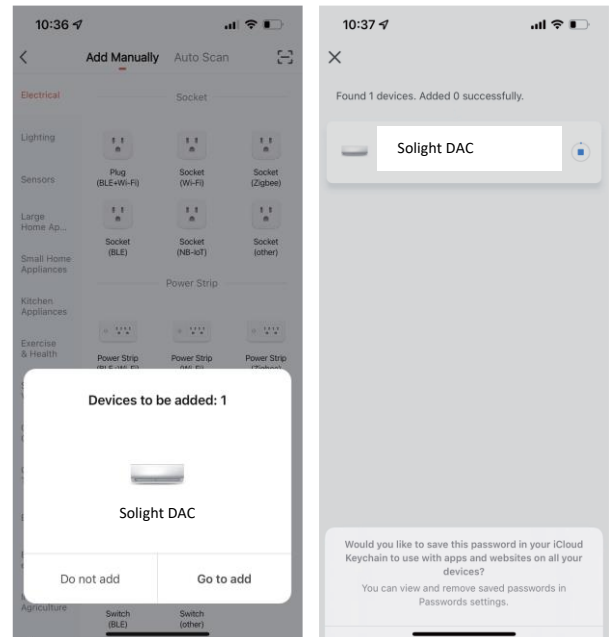 10:36
Add Manually Auto Scan
Electrical
Socket
Lighting
Plug
(BLE+Wi-Fi)
Socket
(Wi-Fi)
Socket
(Zigbee)
Sensors
Large
Home Ap...
Socket
(BLE)
Socket
(NB-IoT)
Socket
(other)
Small Home
Appliances
Power Strip
Kitchen
Appliances
Exercise
& Health
Power Strip
Power Strip
Power Strip
Devices to be added: 1
Solight DAC
Do not add
Go to add
Agriculture
Switch
(BLE)
Switch
(other)
10:37
Found 1 devices. Added 0 successfully.
Solight DAC
Would you like to save this password in your iCloud
Keychain to use with apps and websites on all your
devices?
You can view and remove saved passwords in
Passwords settings.